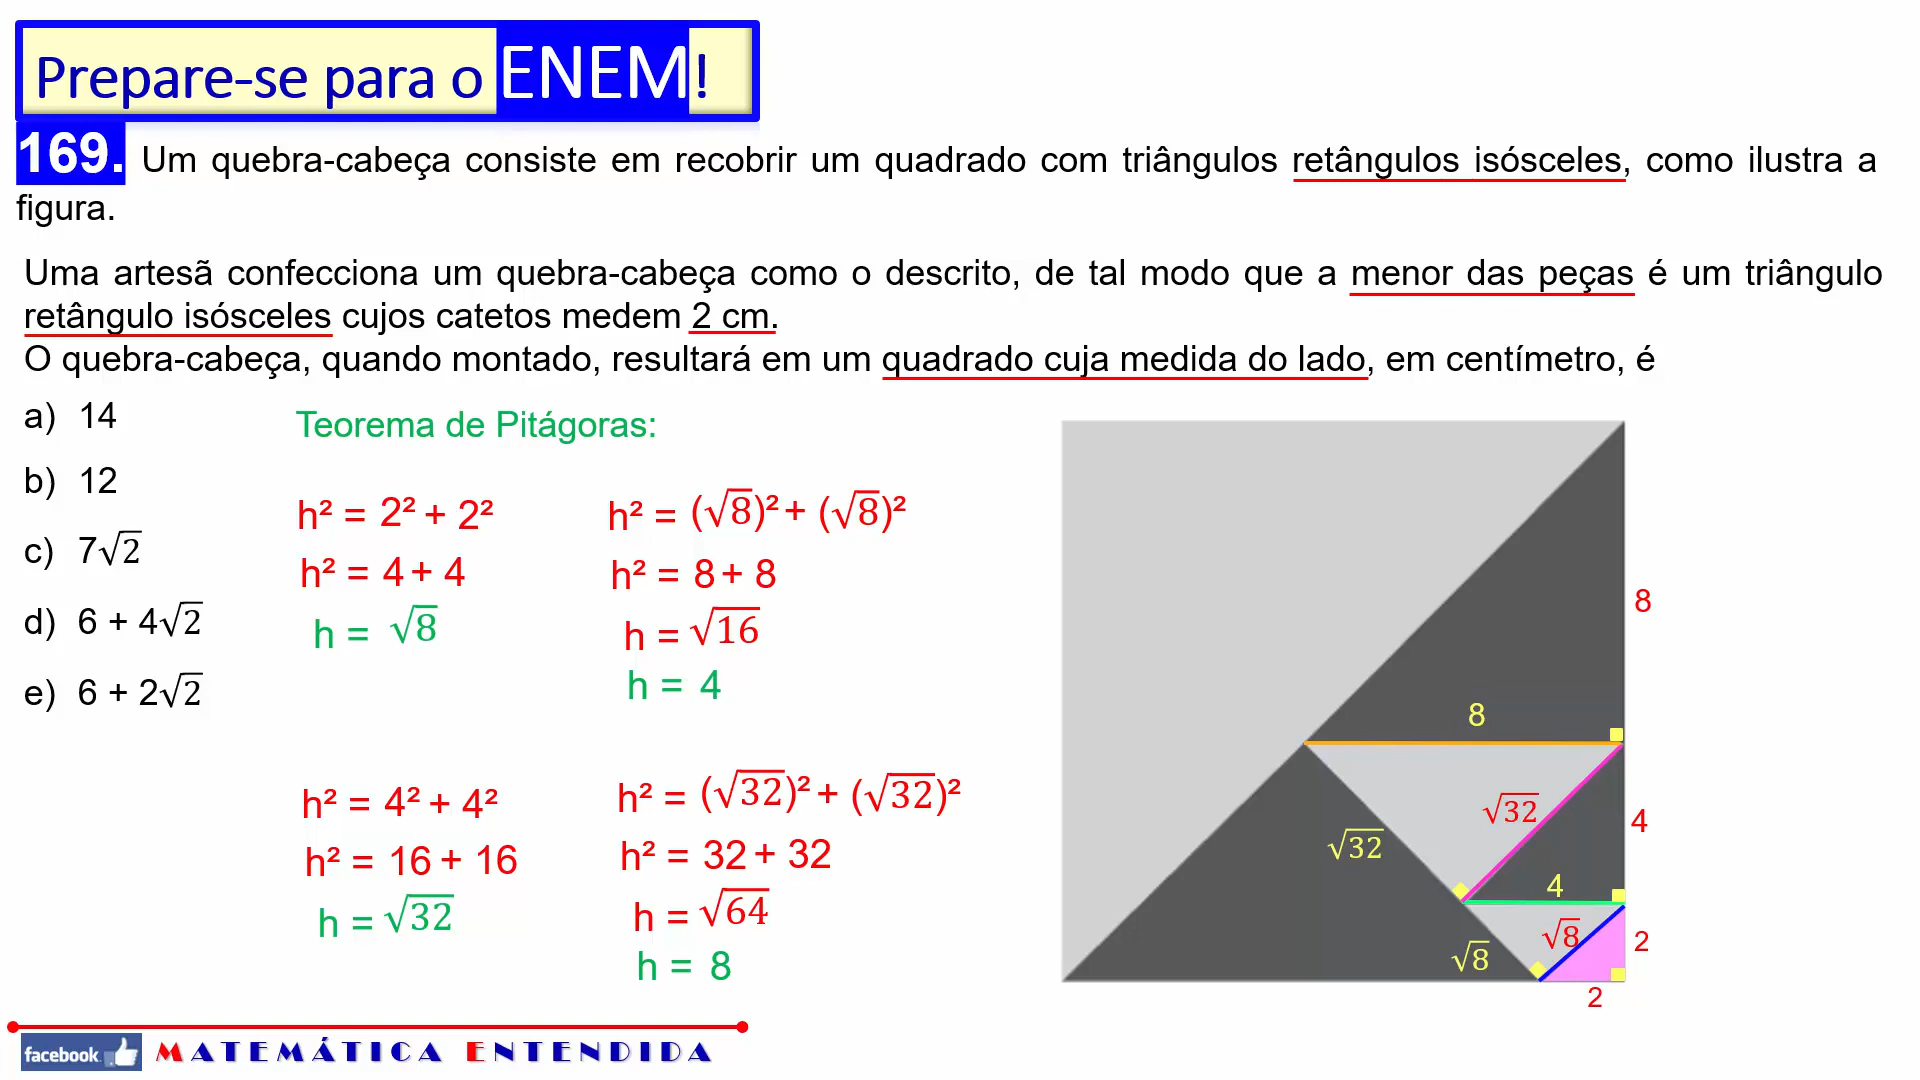 Prepare-se para o ENEM!
169. Um quebra-cabeça consiste em recobrir um quadrado com triângulos retângulos isósceles, como ilustra a
figura.
Uma artesã confecciona um quebra-cabeça como o descrito, de tal modo que a menor das peças é um triângulo
retângulo isósceles cujos catetos medem 2 cm.
O quebra-cabeça, quando montado, resultará em um quadrado cuja medida do lado, em centímetro, é
a) 14
b) 12
c) 7√2
d) 6 + 4√2
e) 6 + 2√2
Teorema de Pitágoras:
h² = 2² + 2²
h² = 4 + 4
h = √8
h² = (√8)² + (√8)²
h² = 8 + 8
h = √16
h = 4
h² = 4² + 4²
h² = 16 + 16
h = √32
h² = (√32)² + (√32)²
h² = 32 + 32
h = √64
h = 8
8
8
√32
4
√32
4
√8
2
√8
2
facebook MATEMÁTICA ENTENDIDA